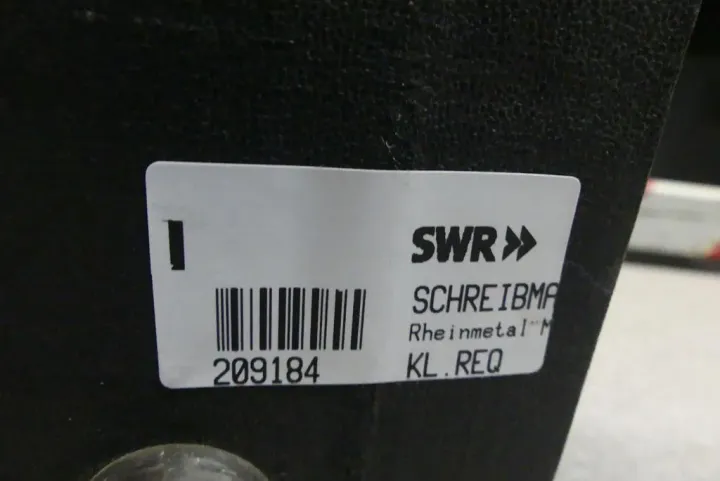 SWR»
SCHREIBMA
Rheinmetal M
209184
KL.REQ